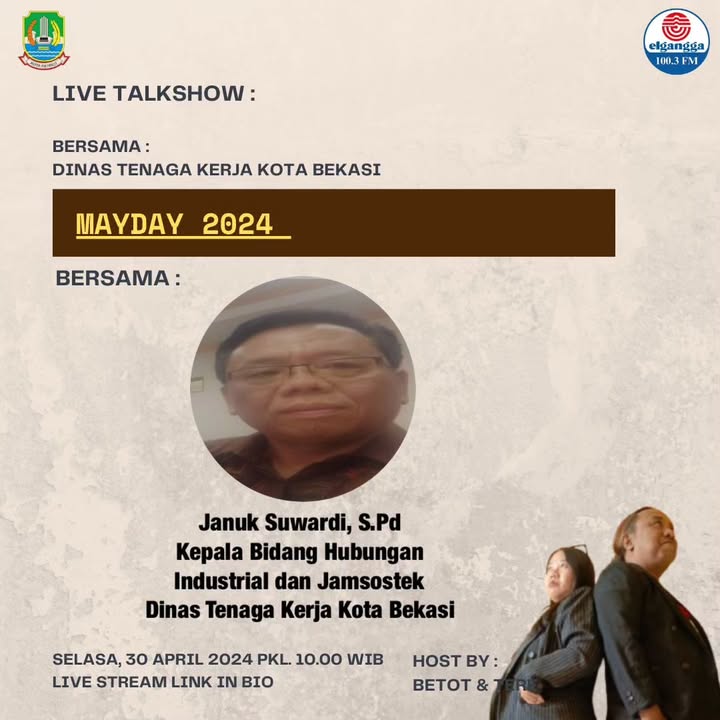 elgangga
100.3 FM
LIVE TALKSHOW :
BERSAMA :
DINAS TENAGA KERJA KOTA BEKASI
MAYDAY 2024
BERSAMA :
Januk Suwardi, S.Pd
Kepala Bidang Hubungan
Industrial dan Jamsostek
Dinas Tenaga Kerja Kota Bekasi
SELASA, 30 APRIL 2024 PKL. 10.00 WIB
LIVE STREAM LINK IN BIO
HOST BY :
BETOT &